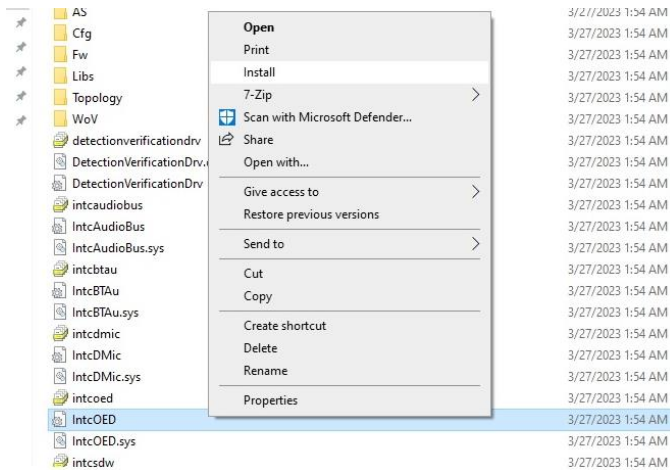 AS
3/27/2023 1:54 AM
Cfg
Open
3/27/2023 1:54 AM
Fw
Print
3/27/2023 1:54 AM
Libs
Install
3/27/2023 1:54 AM
Topology
7-Zip
3/27/2023 1:54 AM
WoV
Scan with Microsoft Defender...
3/27/2023 1:54 AM
detectionverificationdrv
Share
3/27/2023 1:54 AM
DetectionVerificationDrv.
Open with...
3/27/2023 1:54 AM
DetectionVerificationDrv
Give access to
3/27/2023 1:54 AM
intcaudiobus
Restore previous versions
3/27/2023 1:54 AM
IntcAudioBus
3/27/2023 1:54 AM
IntcAudioBus.sys
Send to
3/27/2023 1:54 AM
intcbtau
Cut
3/27/2023 1:54 AM
IntcBTAu
Copy
3/27/2023 1:54 AM
IntcBTAu.sys
3/27/2023 1:54 AM
intcdmic
Create shortcut
3/27/2023 1:54 AM
IntcDMic
Delete
3/27/2023 1:54 AM
IntcDMic.sys
Rename
3/27/2023 1:54 AM
intcoed
Properties
3/27/2023 1:54 AM
IntcOED
3/27/2023 1:54 AM
IntcOED.sys
3/27/2023 1:54 AM
intcsdw
3/27/2023 1:54 AM